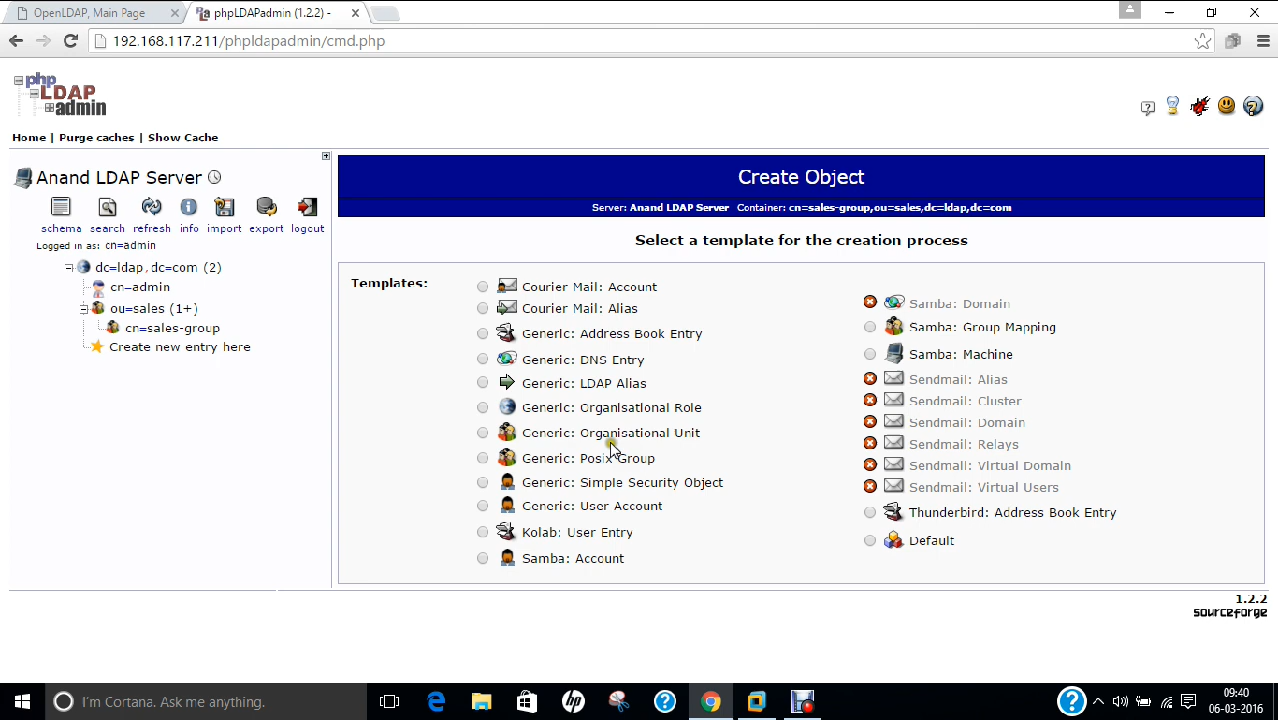 OpenLDAP, Main Page
phpLDAPadmin (1.2.2) -
192.168.117.211/phpldapadmin/cmd.php
php
LDAP
admin
Home | Purge caches | Show Cache
Anand LDAP Server
schema search refresh info import export logout
Logged in as: cn=admin
dc=ldap,dc=com (2)
cn=admin
ou=sales (1+)
cn=sales-group
Create new entry here
Create Object
Server: Anand LDAP Server Container: cn=sales-group,ou=sales,dc=ldap,dc=com
Select a template for the creation process
Templates:
Courier Mail: Account
Courier Mail: Alias
Generic: Address Book Entry
Generic: DNS Entry
Generic: LDAP Alias
Generic: Organisational Role
Generic: Organisational Unit
Generic: Posix Group
Generic: Simple Security Object
Generic: User Account
Kolab: User Entry
Samba: Account
Samba: Domain
Samba: Group Mapping
Samba: Machine
Sendmail: Alias
Sendmail: Cluster
Sendmail: Domain
Sendmail: Relays
Sendmail: Virtual Domain
Sendmail: Virtual Users
Thunderbird: Address Book Entry
Default
1.2.2
sourceforge
I'm Cortana. Ask me anything.
hp
09:40
06-03-2016